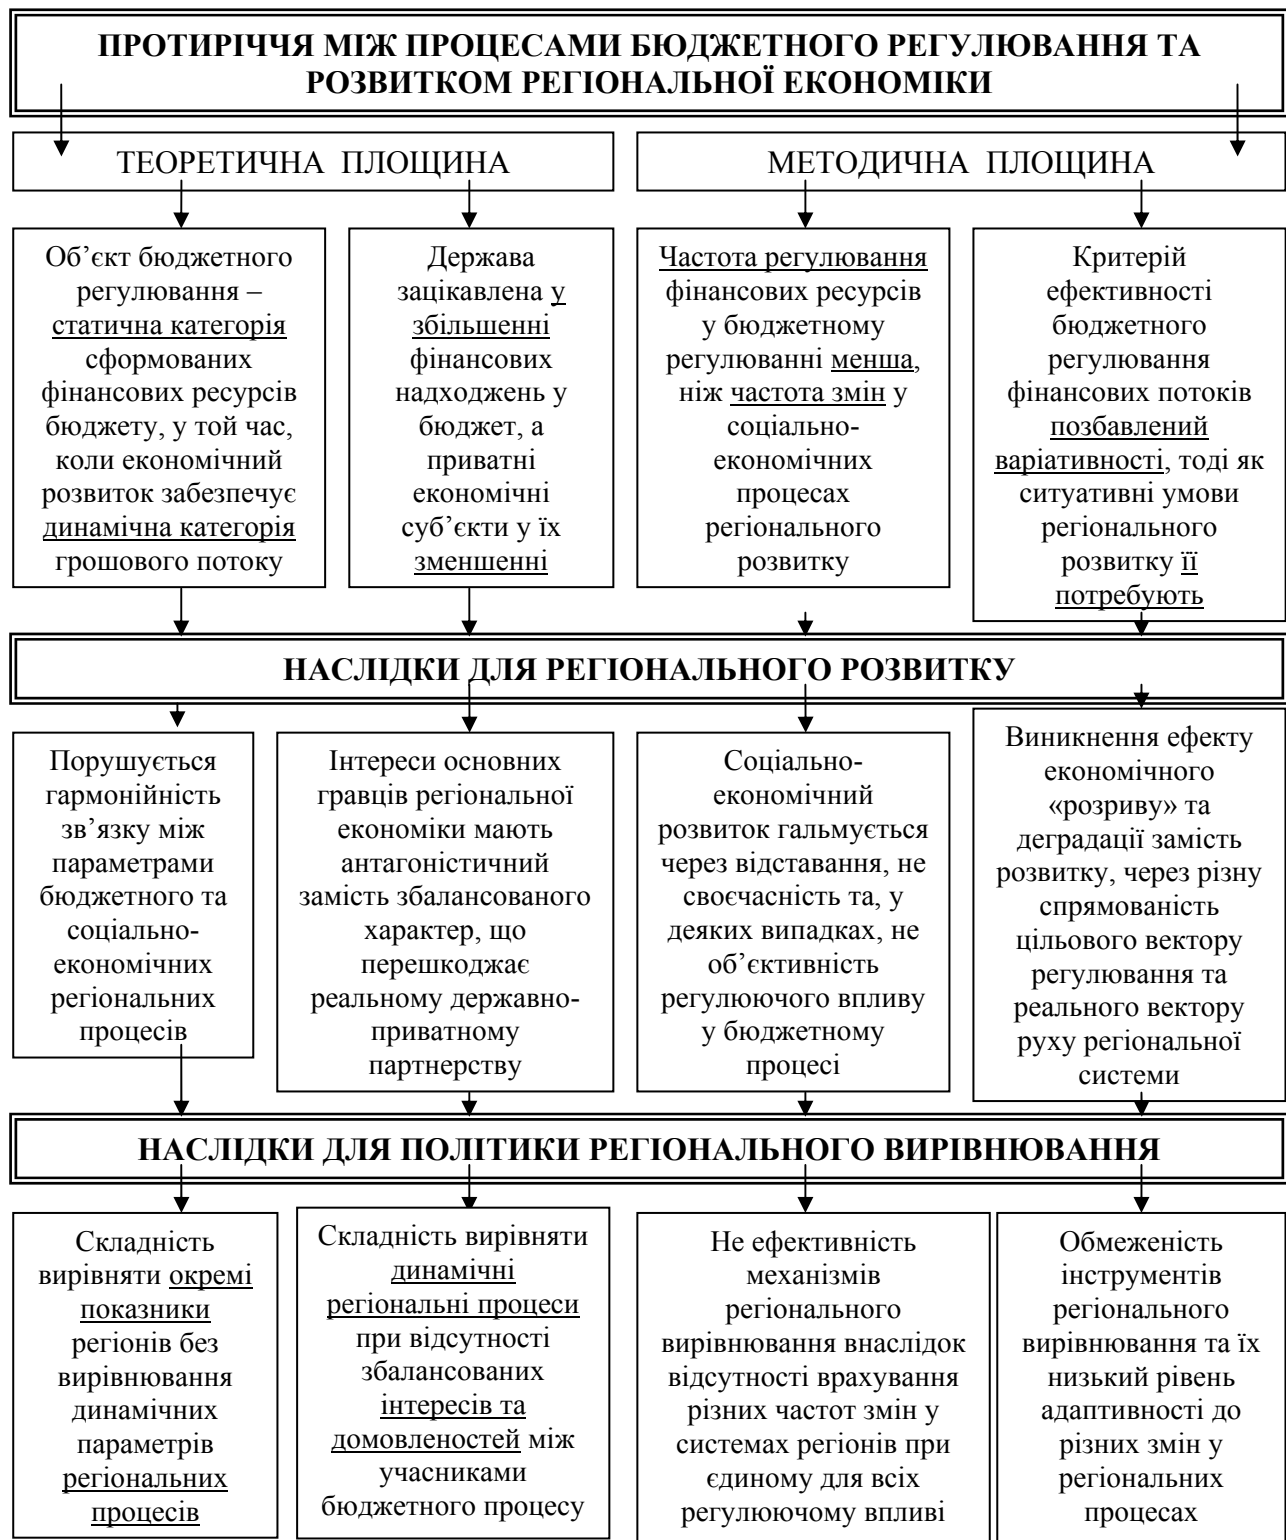 ПРОТИРІЧЧЯ МІЖ ПРОЦЕСАМИ БЮДЖЕТНОГО РЕГУЛЮВАННЯ ТА
РОЗВИТКОМ РЕГІОНАЛЬНОЇ ЕКОНОМІКИ
ТЕОРЕТИЧНА ПЛОЩИНА
МЕТОДИЧНА ПЛОЩИНА
Об’єкт бюджетного
регулювання –
статична категорія
сформованих
фінансових ресурсів
бюджету, у той час,
коли економічний
розвиток забезпечує
динамічна категорія
грошового потоку
Держава
зацікавлена у
збільшенні
фінансових
надходжень у
бюджет, а
приватні
економічні
суб’єкти у їх
зменшенні
Частота регулювання
фінансових ресурсів
у бюджетному
регулюванні менша,
ніж частота змін у
соціально-
економічних
процесах
регіонального
розвитку
Критерій
ефективності
бюджетного
регулювання
фінансових потоків
позбавлений
варіативності, тоді як
ситуативні умови
регіонального
розвитку її
потребують
НАСЛІДКИ ДЛЯ РЕГІОНАЛЬНОГО РОЗВИТКУ
Порушується
гармонійність
зв’язку між
параметрами
бюджетного та
соціально-
економічних
регіональних
процесів
Інтереси основних
гравців регіональної
економіки мають
антагоністичний
замість збалансованого
характер, що
перешкоджає
реальному державно-
приватному
партнерству
Соціально-
економічний
розвиток гальмується
через відставання, не
своєчасність та, у
деяких випадках, не
об’єктивність
регулюючого впливу
у бюджетному
процесі
Виникнення ефекту
економічного
«розриву» та
деградації замість
розвитку, через різну
спрямованість
цільового вектору
регулювання та
реального вектору
руху регіональної
системи
НАСЛІДКИ ДЛЯ ПОЛІТИКИ РЕГІОНАЛЬНОГО ВИРІВНЮВАННЯ
Складність
вирівняти окремі
показники
регіонів без
вирівнювання
динамічних
параметрів
регіональних
процесів
Складність вирівняти
динамічні
регіональні процеси
при відсутності
збалансованих
інтересів та
домовленостей між
учасниками
бюджетного процесу
Не ефективність
механізмів
регіонального
вирівнювання внаслідок
відсутності врахування
різних частот змін у
системах регіонів при
єдиному для всіх
регулюючому впливі
Обмеженість
інструментів
регіонального
вирівнювання та їх
низький рівень
адаптивності до
різних змін у
регіональних
процесах